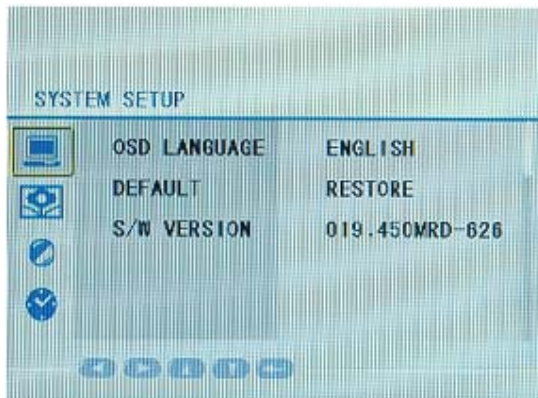 SYSTEM SETUP
OSD LANGUAGE ENGLISH
DEFAULT RESTORE
S/W VERSION 019.450MRD-626